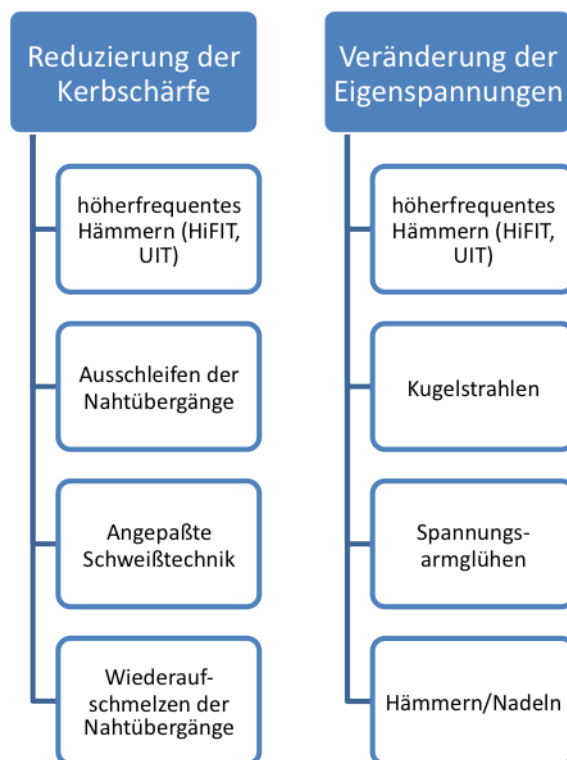 Reduzierung der
Kerbschärfe
höherfrequentes
Hämmern (HiFIT,
UIT)
Ausschleifen der
Nahtübergänge
Angepaßte
Schweißtechnik
Wiederauf-
schmelzen der
Nahtübergänge
Veränderung der
Eigenspannungen
höherfrequentes
Hämmern (HiFIT,
UIT)
Kugelstrahlen
Spannungs-
armglühen
Hämmern/Nadeln